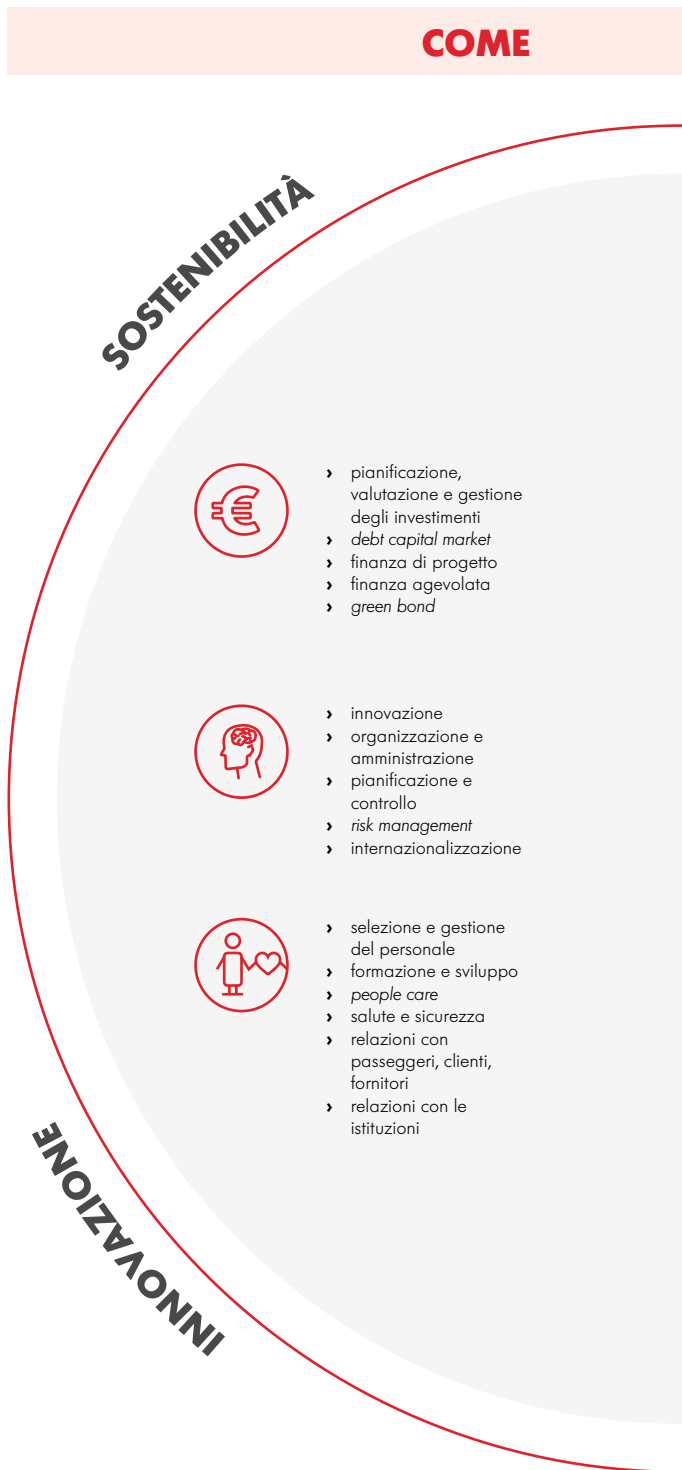 COME
SOSTENIBILITÀ
› pianificazione,
valutazione e gestione
degli investimenti
› debt capital market
› finanza di progetto
› finanza agevolata
› green bond
› innovazione
› organizzazione e
amministrazione
› pianificazione e
controllo
› risk management
› internazionalizzazione
› selezione e gestione
del personale
› formazione e sviluppo
› people care
› salute e sicurezza
› relazioni con
passeggeri, clienti,
fornitori
› relazioni con le
istituzioni
INNOVAZIONE